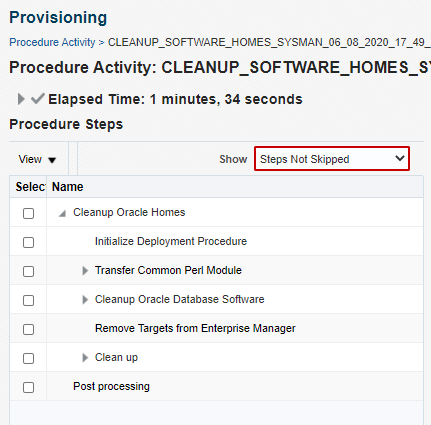 Provisioning
Procedure Activity > CLEANUP_SOFTWARE_HOMES_SYSMAN_06_08_2020_17_49_
Procedure Activity: CLEANUP_SOFTWARE_HOMES_SY
Elapsed Time: 1 minutes, 34 seconds
Procedure Steps
View Show Steps Not Skipped
Selec Name
Cleanup Oracle Homes
Initialize Deployment Procedure
Transfer Common Perl Module
Cleanup Oracle Database Software
Remove Targets from Enterprise Manager
Clean up
Post processing